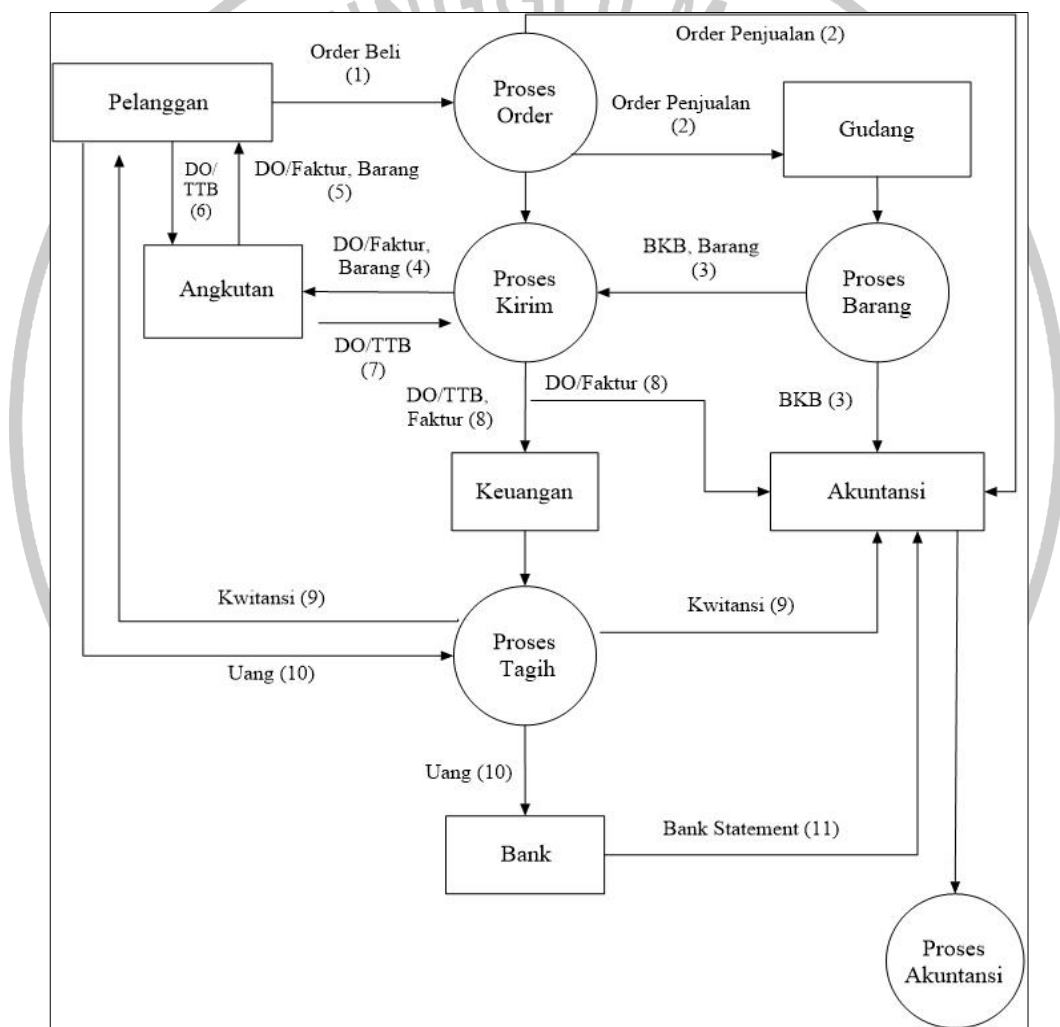 Order Penjualan (2)
Order Beli
(1)
Proses
Order
Pelanggan
Order Penjualan
(2)
Gudang
DO/
TTB
(6)
DO/Faktur, Barang
(5)
DO/Faktur,
Barang (4)
BKB, Barang
(3)
Angkutan
Proses
Kirim
Proses
Barang
DO/TTB
(7)
DO/TTB,
Faktur (8)
DO/Faktur (8)
BKB (3)
Keuangan
Akuntansi
Kwitansi (9)
Kwitansi (9)
Proses
Tagih
Uang (10)
Uang (10)
Bank Statement (11)
Bank
Proses
Akuntansi